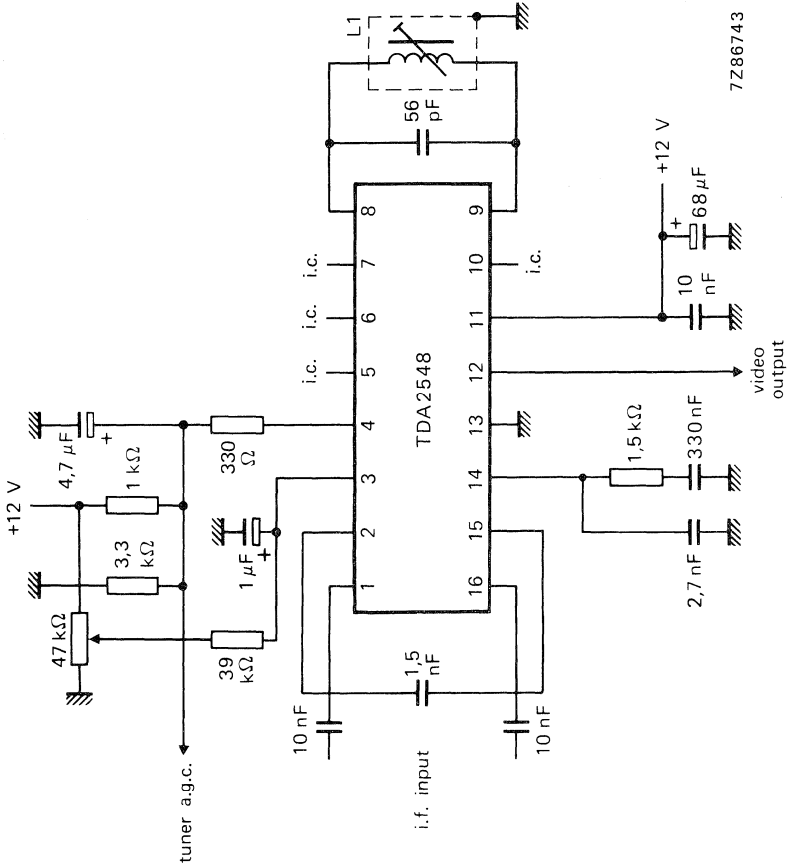 L1
7Z86743
56
pF
+12 V
4,7 µF
+
+12 V
1 kΩ
3,3
kΩ
47 kΩ
330
Ω
1 µF
+
39
kΩ
i.c.
i.c.
i.c.
8
7
6
5
4
3
2
1
TDA2548
9
10
11
12
13
14
15
16
i.c.
+12 V
+
68 µF
10
nF
video
output
1,5 kΩ
330 nF
2,7 nF
1,5
nF
10 nF
10 nF
i.f. input
tuner a.g.c.